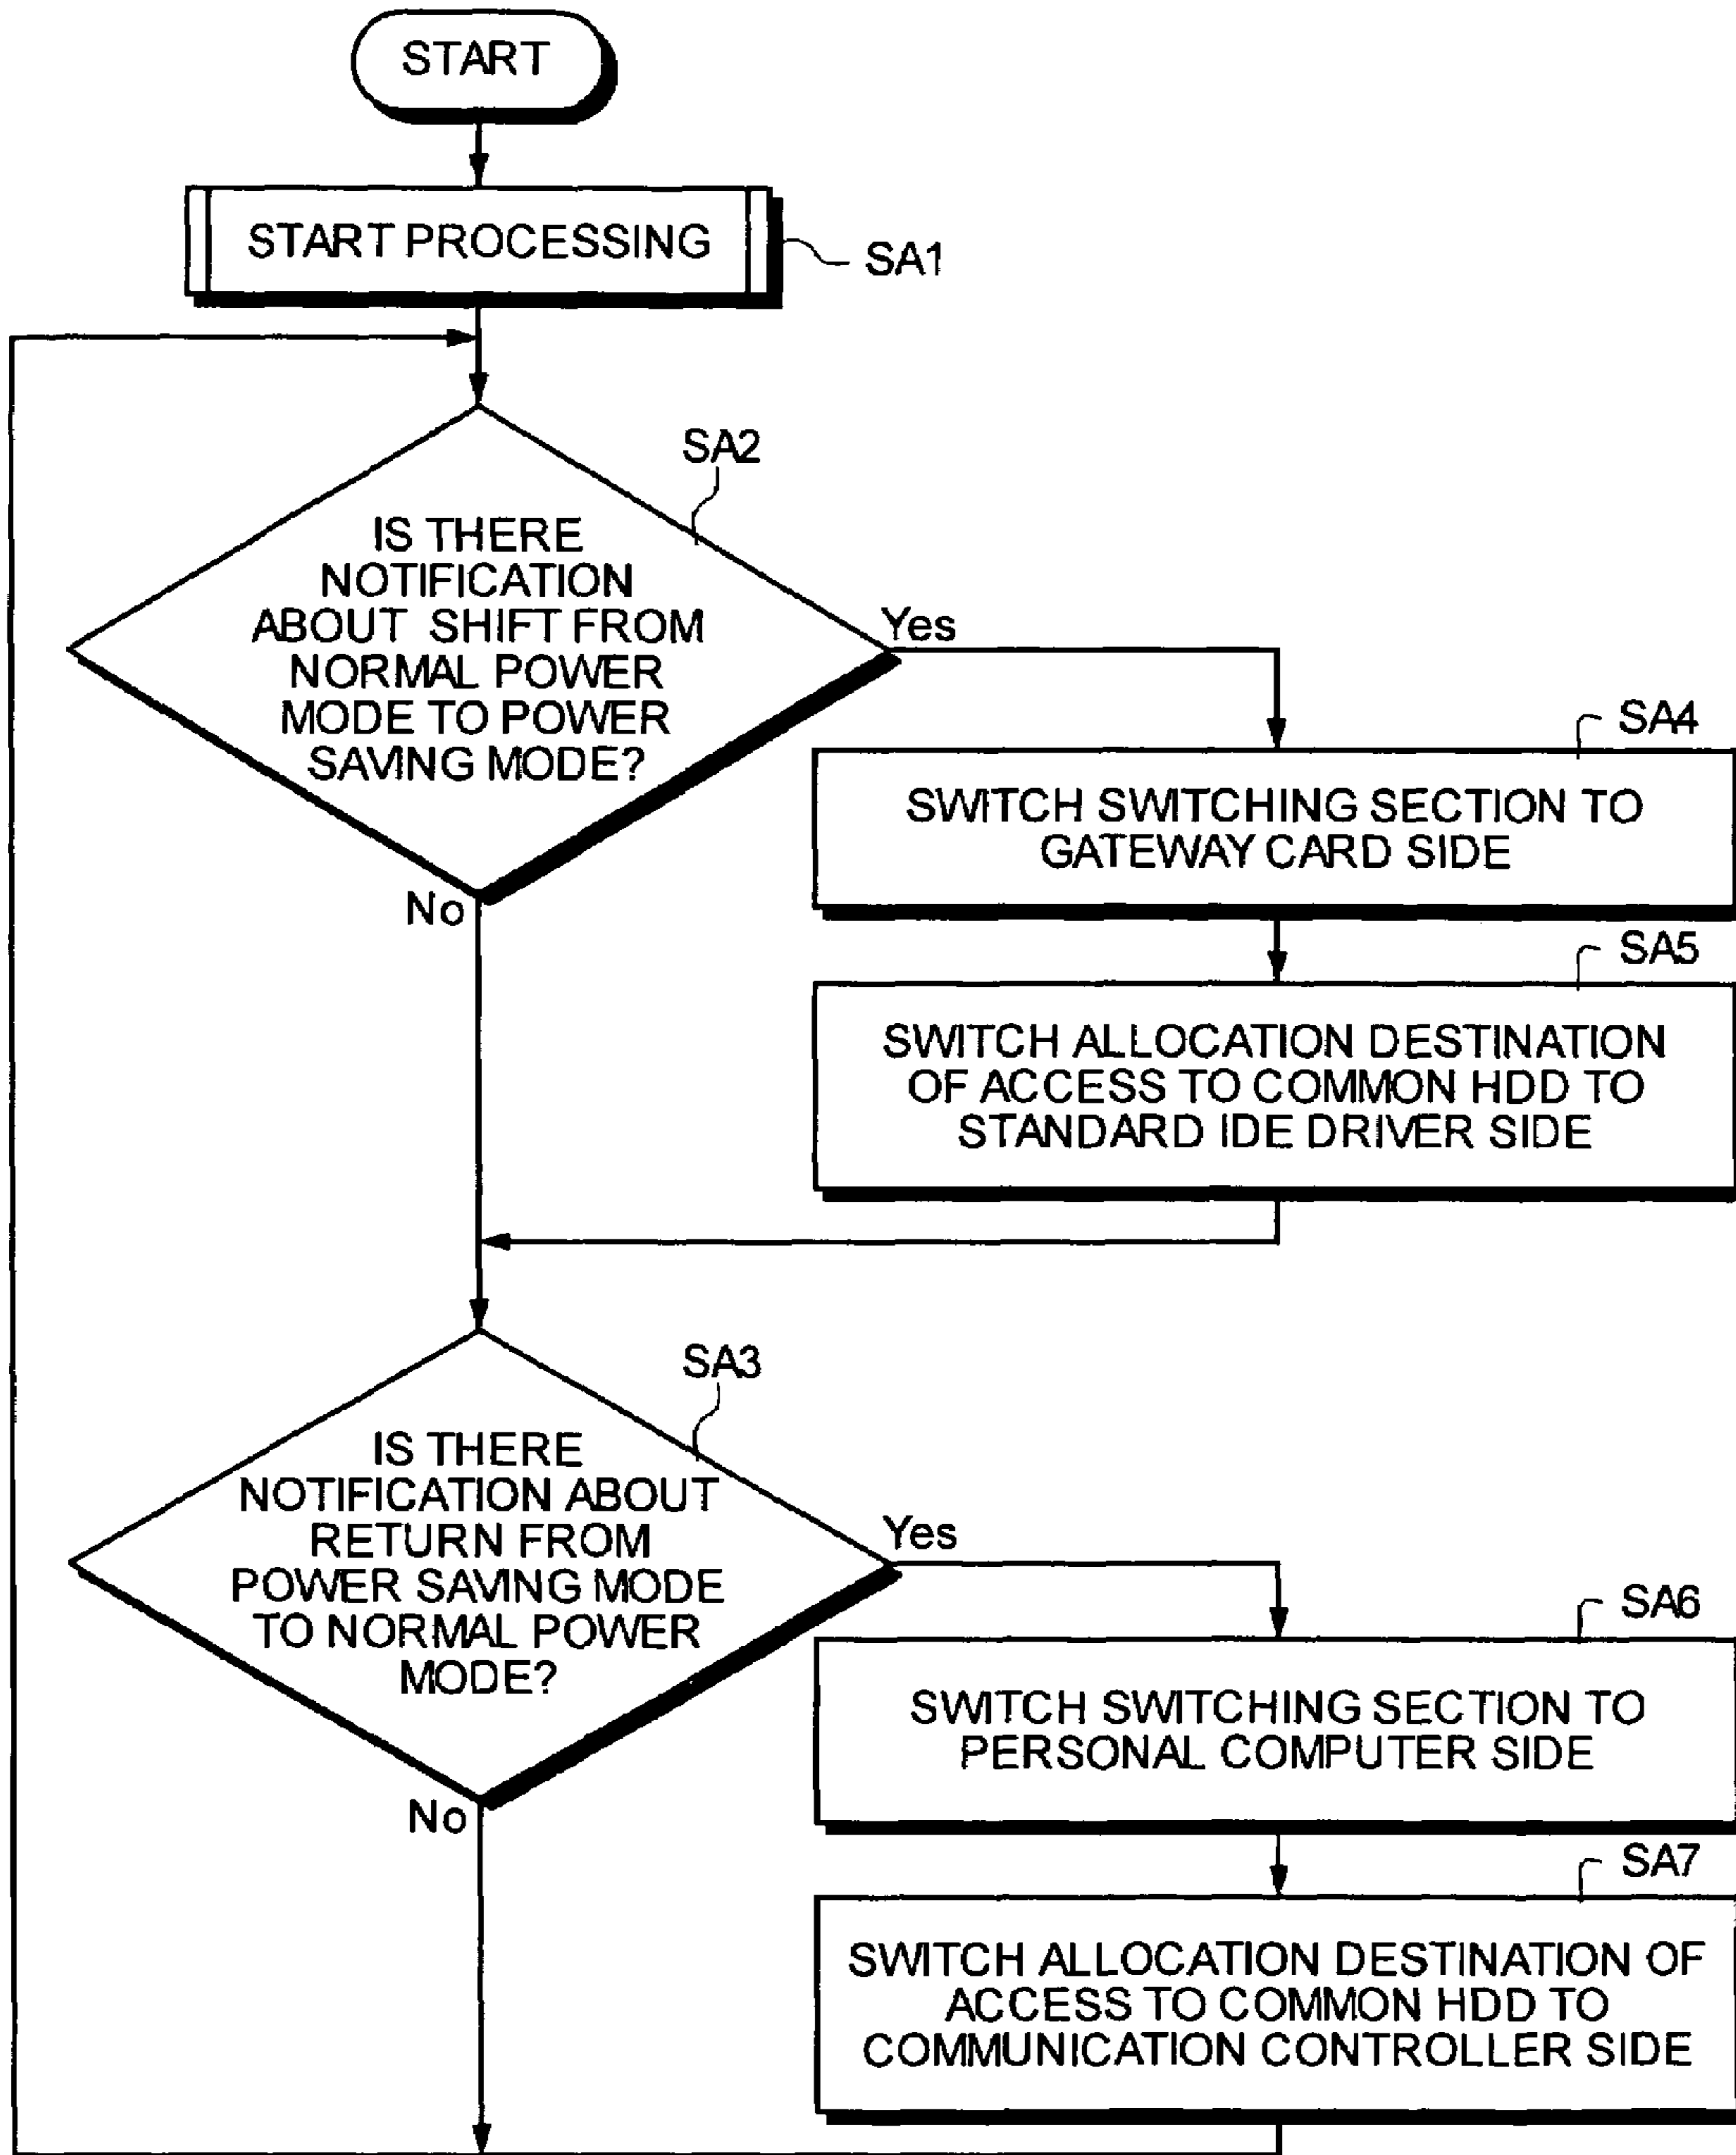 START
START PROCESSING
SA1
SA2
IS THERE
NOTIFICATION
ABOUT SHIFT FROM
NORMAL POWER
MODE TO POWER
SAVING MODE?
Yes
No
SA4
SWITCH SWITCHING SECTION TO
GATEWAY CARD SIDE
SA5
SWITCH ALLOCATION DESTINATION
OF ACCESS TO COMMON HDD TO
STANDARD IDE DRIVER SIDE
SA3
IS THERE
NOTIFICATION ABOUT
RETURN FROM
POWER SAVING MODE
TO NORMAL POWER
MODE?
Yes
No
SA6
SWITCH SWITCHING SECTION TO
PERSONAL COMPUTER SIDE
SA7
SWITCH ALLOCATION DESTINATION OF
ACCESS TO COMMON HDD TO
COMMUNICATION CONTROLLER SIDE